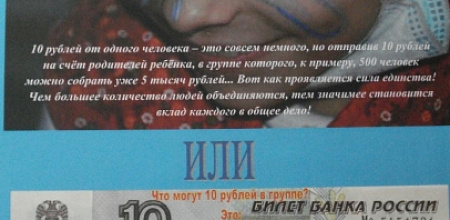 10 рублей от одного человека – это совсем немного, но отправив 10 рублей
на счёт родителей ребёнка, в группе которого, к примеру, 500 человек
можно собрать уже 5 тысяч рублей... Вот как проявляется сила единства!
Чем большее количество людей объединяются, тем значимее становится
вклад каждого в общее дело!
ИЛИ
Что могут 10 рублей в группе?
БИЛЕТ БАНКА РОССИИ
Это:
10